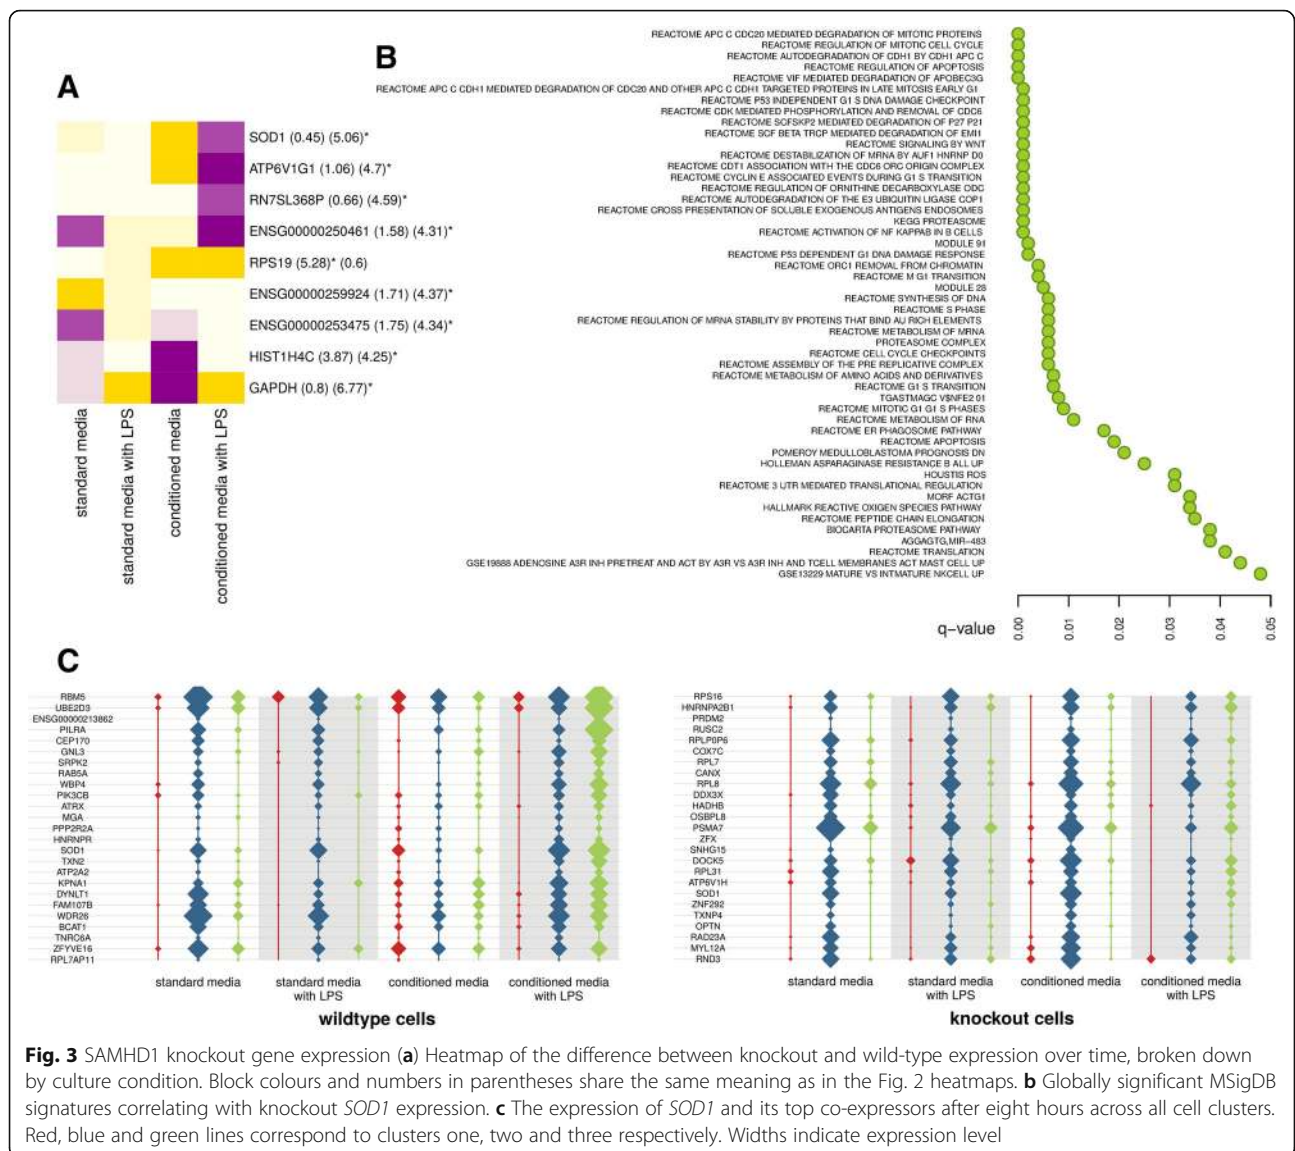 A
SOD1 (0.45) (5.06)*
ATP6V1G1 (1.06) (4.7)*
RN7SL368P (0.66) (4.59)*
ENSG00000250461 (1.58) (4.31)*
RPS19 (5.28)* (0.6)
ENSG00000259924 (1.71) (4.37)*
ENSG00000253475 (1.75) (4.34)*
HIST1H4C (3.87) (4.25)*
GAPDH (0.8) (6.77)*
standard media
standard media with LPS
conditioned media
conditioned media with LPS
B
REACTOME APC C CDC20 MEDIATED DEGRADATION OF MITOTIC PROTEINS
REACTOME REGULATION OF MITOTIC CELL CYCLE
REACTOME AUTODEGRADATION OF CDH1 BY CDH1 APC C
REACTOME REGULATION OF APOPTOSIS
REACTOME VIF MEDIATED DEGRADATION OF APOBEC3G
REACTOME APC C CDH1 MEDIATED DEGRADATION OF CDC20 AND OTHER APC C CDH1 TARGETED PROTEINS IN LATE MITOSIS EARLY G1
REACTOME P53 INDEPENDENT G1 S DNA DAMAGE CHECKPOINT
REACTOME CDK MEDIATED PHOSPHORYLATION AND REMOVAL OF CDC6
REACTOME SCFSKP2 MEDIATED DEGRADATION OF P27 P21
REACTOME SCF BETA TRCP MEDIATED DEGRADATION OF EMI1
REACTOME SIGNALING BY WNT
REACTOME DESTABILIZATION OF MRNA BY AUF1 HNRNP D0
REACTOME CDT1 ASSOCIATION WITH THE CDC6 ORC ORIGIN COMPLEX
REACTOME CYCLIN E ASSOCIATED EVENTS DURING G1 S TRANSITION
REACTOME REGULATION OF ORNITHINE DECARBOXYLASE ODC
REACTOME AUTODEGRADATION OF THE E3 UBIQUITIN LIGASE COP1
REACTOME CROSS PRESENTATION OF SOLUBLE EXOGENOUS ANTIGENS ENDOSOMES
KEGG PROTEASOME
REACTOME ACTIVATION OF NF KAPPAB IN B CELLS
MODULE 91
REACTOME P53 DEPENDENT G1 DNA DAMAGE RESPONSE
REACTOME ORC1 REMOVAL FROM CHROMATIN
REACTOME M G1 TRANSITION
MODULE 28
REACTOME SYNTHESIS OF DNA
REACTOME S PHASE
REACTOME REGULATION OF MRNA STABILITY BY PROTEINS THAT BIND AU RICH ELEMENTS
REACTOME METABOLISM OF MRNA
PROTEASOME COMPLEX
REACTOME CELL CYCLE CHECKPOINTS
REACTOME ASSEMBLY OF THE PRE REPLICATIVE COMPLEX
REACTOME METABOLISM OF AMINO ACIDS AND DERIVATIVES
REACTOME G1 S TRANSITION
TGASTMAGC V$NFE2 01
REACTOME MITOTIC G1 G1 S PHASES
REACTOME METABOLISM OF RNA
REACTOME ER PHAGOSOME PATHWAY
REACTOME APOPTOSIS
POMEROY MEDULLOBLASTOMA PROGNOSIS DN
HOLLEMAN ASPARAGINASE RESISTANCE B ALL UP
HOUSTIS ROS
REACTOME 3 UTR MEDIATED TRANSLATIONAL REGULATION
MORF ACTG1
HALLMARK REACTIVE OXIGEN SPECIES PATHWAY
REACTOME PEPTIDE CHAIN ELONGATION
BIOCARTA PROTEASOME PATHWAY
AGGAGTG,MIR−483
REACTOME TRANSLATION
GSE19888 ADENOSINE A3R INH PRETREAT AND ACT BY A3R VS A3R INH AND TCELL MEMBRANES ACT MAST CELL UP
GSE13229 MATURE VS INTMATURE NKCELL UP
q−value
0.00 0.01 0.02 0.03 0.04 0.05
C
RBM5
UBE2D3
ENSG00000213862
PILRA
CEP170
GNL3
SRPK2
RAB5A
WBP4
PIK3CB
ATRX
MGA
PPP2R2A
HNRNPR
SOD1
TXN2
ATP2A2
KPNA1
DYNLT1
FAM107B
WDR26
BCAT1
TNRC6A
ZFYVE16
RPL7AP11
standard media
standard media with LPS
conditioned media
conditioned media with LPS
wildtype cells
RPS16
HNRNPA2B1
PRDM2
RUSC2
RPLP0P6
COX7C
RPL7
CANX
RPL8
DDX3X
HADHB
OSBPL8
PSMA7
ZFX
SNHG15
DOCK5
RPL31
ATP6V1H
SOD1
ZNF292
TXNP4
OPTN
RAD23A
MYL12A
RND3
standard media
standard media with LPS
conditioned media
conditioned media with LPS
knockout cells
Fig. 3 SAMHD1 knockout gene expression (a) Heatmap of the difference between knockout and wild-type expression over time, broken down
by culture condition. Block colours and numbers in parentheses share the same meaning as in the Fig. 2 heatmaps. b Globally significant MSigDB
signatures correlating with knockout SOD1 expression. c The expression of SOD1 and its top co-expressors after eight hours across all cell clusters.
Red, blue and green lines correspond to clusters one, two and three respectively. Widths indicate expression level